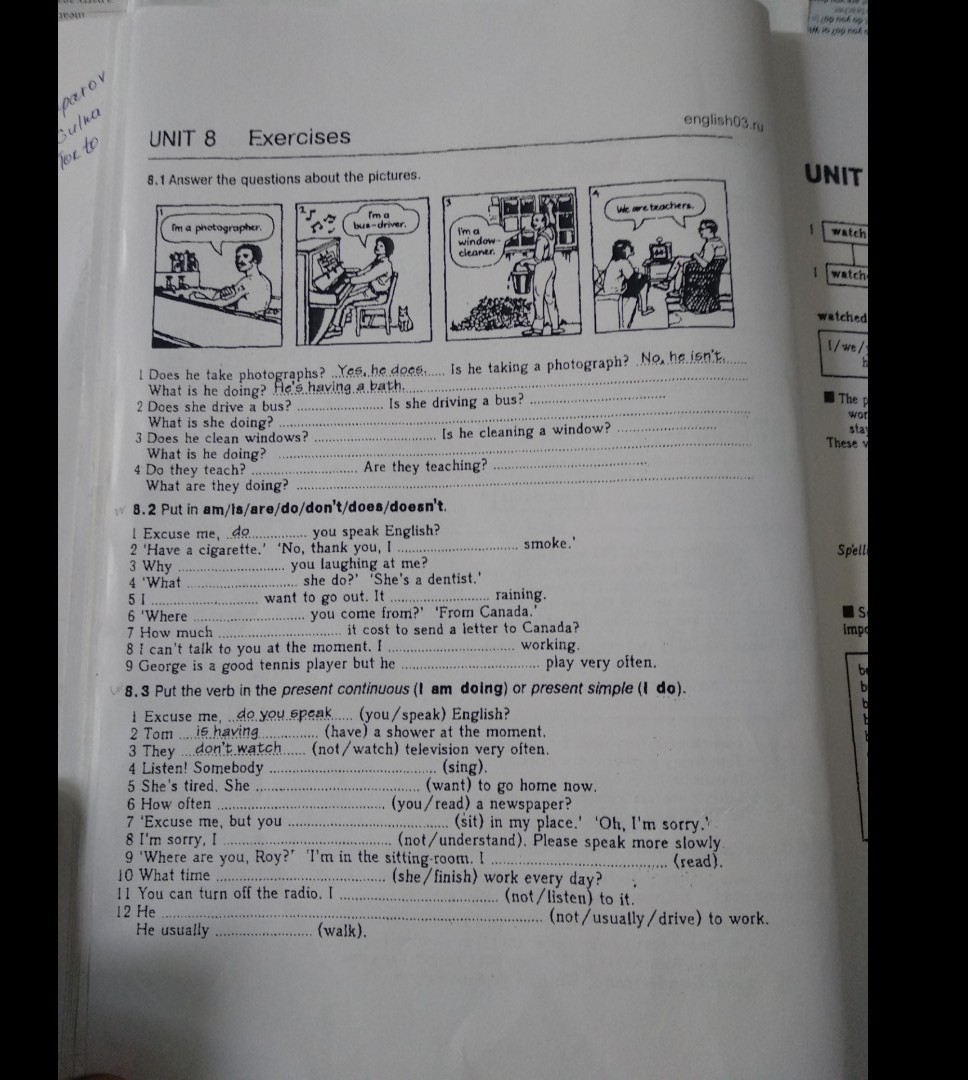 parov
english03.ru
UNIT 8 Exercises
8.1 Answer the questions about the pictures.
1
I'm a photographer.
2
I'm a
bus-driver.
3
I'm a
window-
cleaner.
4
We are teachers.
1 Does he take photographs? ..Yes, he does..... Is he taking a photograph? .No, he isn't.....
What is he doing? He's having a bath.....
2 Does she drive a bus? ........................ Is she driving a bus? ........................
What is she doing? ........................
3 Does he clean windows? ........................ Is he cleaning a window? ........................
What is he doing? ........................
4 Do they teach? ........................ Are they teaching? ........................
What are they doing? ........................
8.2 Put in am/is/are/do/don't/does/doesn't.
1 Excuse me, ..do.............. you speak English?
2 'Have a cigarette.' 'No, thank you, I ........................ smoke.'
3 Why ........................ you laughing at me?
4 'What ........................ she do?' 'She's a dentist.'
5 I ........................ want to go out. It ........................ raining.
6 'Where ........................ you come from?' 'From Canada.'
7 How much ........................ it cost to send a letter to Canada?
8 I can't talk to you at the moment. I ........................ working.
9 George is a good tennis player but he ........................ play very often.
8.3 Put the verb in the present continuous (I am doing) or present simple (I do).
1 Excuse me, ..do you speak..... (you/speak) English?
2 Tom ....is having.............. (have) a shower at the moment.
3 They ....don't watch..... (not/watch) television very often.
4 Listen! Somebody ........................ (sing).
5 She's tired. She ........................ (want) to go home now.
6 How often ........................ (you/read) a newspaper?
7 'Excuse me, but you ........................ (sit) in my place.' 'Oh, I'm sorry.'
8 I'm sorry, I ........................ (not/understand). Please speak more slowly.
9 'Where are you, Roy?' 'I'm in the sitting-room. I ........................ (read).
10 What time ........................ (she/finish) work every day?
11 You can turn off the radio. I ........................ (not/listen) to it.
12 He ........................ (not/usually/drive) to work.
He usually ........................ (walk).
UNIT
I watch
I watch
watched
I/we/
The
These